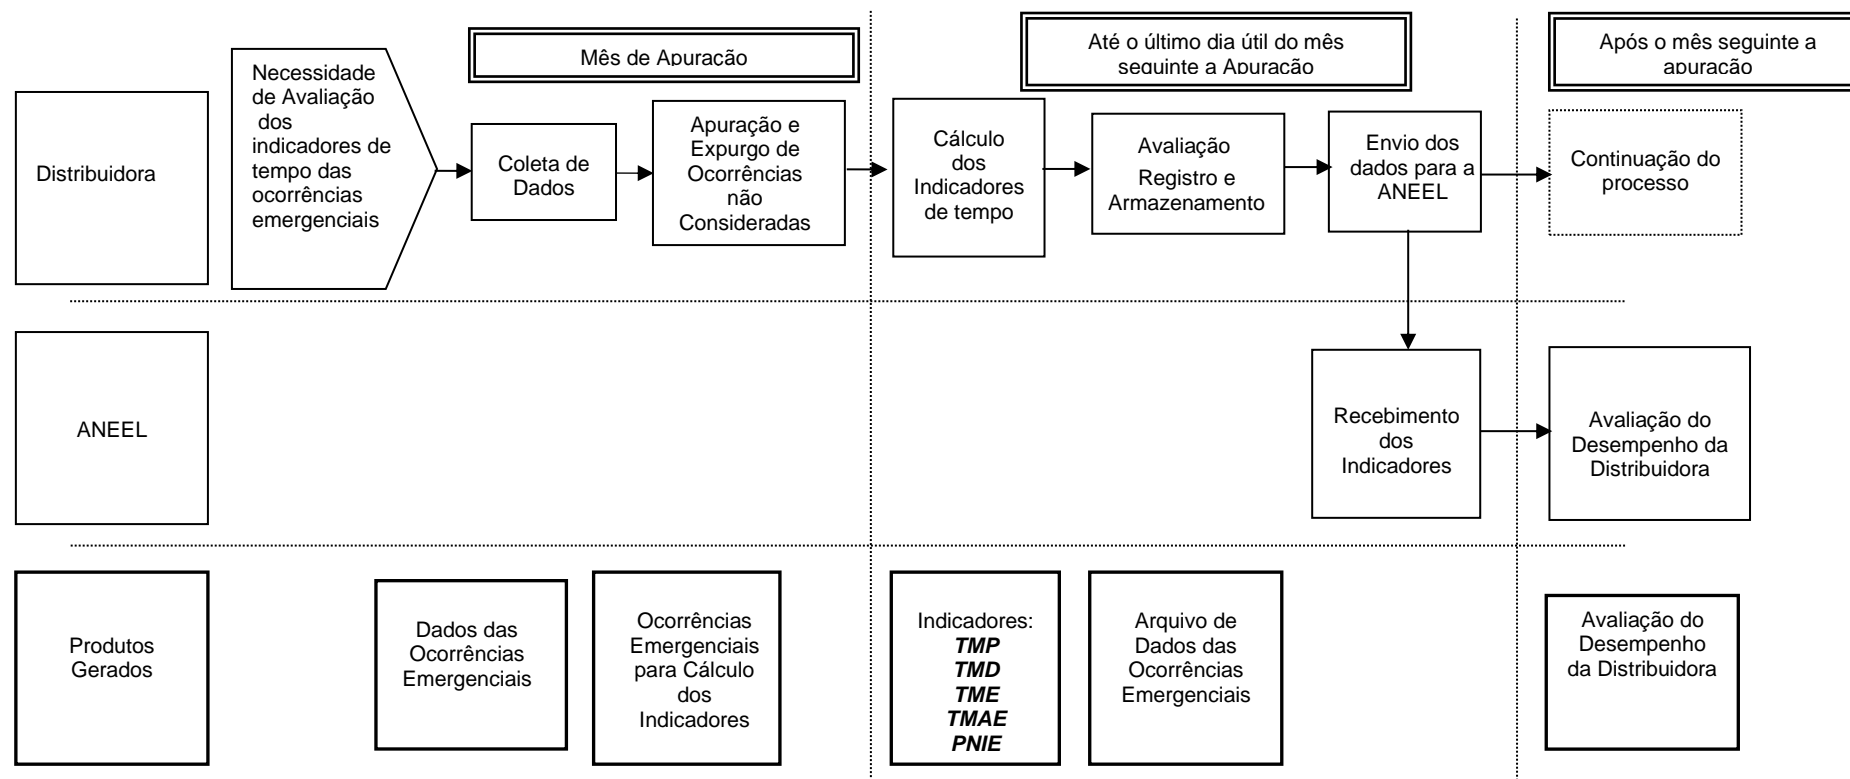 Mês de Apuração
Até o último dia útil do mês
seguinte a Apuração
Após o mês seguinte a
apuração
Distribuidora
Necessidade
de Avaliação
dos
indicadores de
tempo das
ocorrências
emergenciais
Coleta de
Dados
Apuração e
Expurgo de
Ocorrências
não
Consideradas
Cálculo
dos
Indicadores
de tempo
Avaliação
Registro e
Armazenamento
Envio dos
dados para a
ANEEL
Continuação do
processo
ANEEL
Recebimento
dos
Indicadores
Avaliação do
Desempenho da
Distribuidora
Produtos
Gerados
Dados das
Ocorrências
Emergenciais
Ocorrências
Emergenciais
para Cálculo
dos
Indicadores
Indicadores:
TMP
TMD
TME
TMAE
PNIE
Arquivo de
Dados das
Ocorrências
Emergenciais
Avaliação do
Desempenho
da Distribuidora